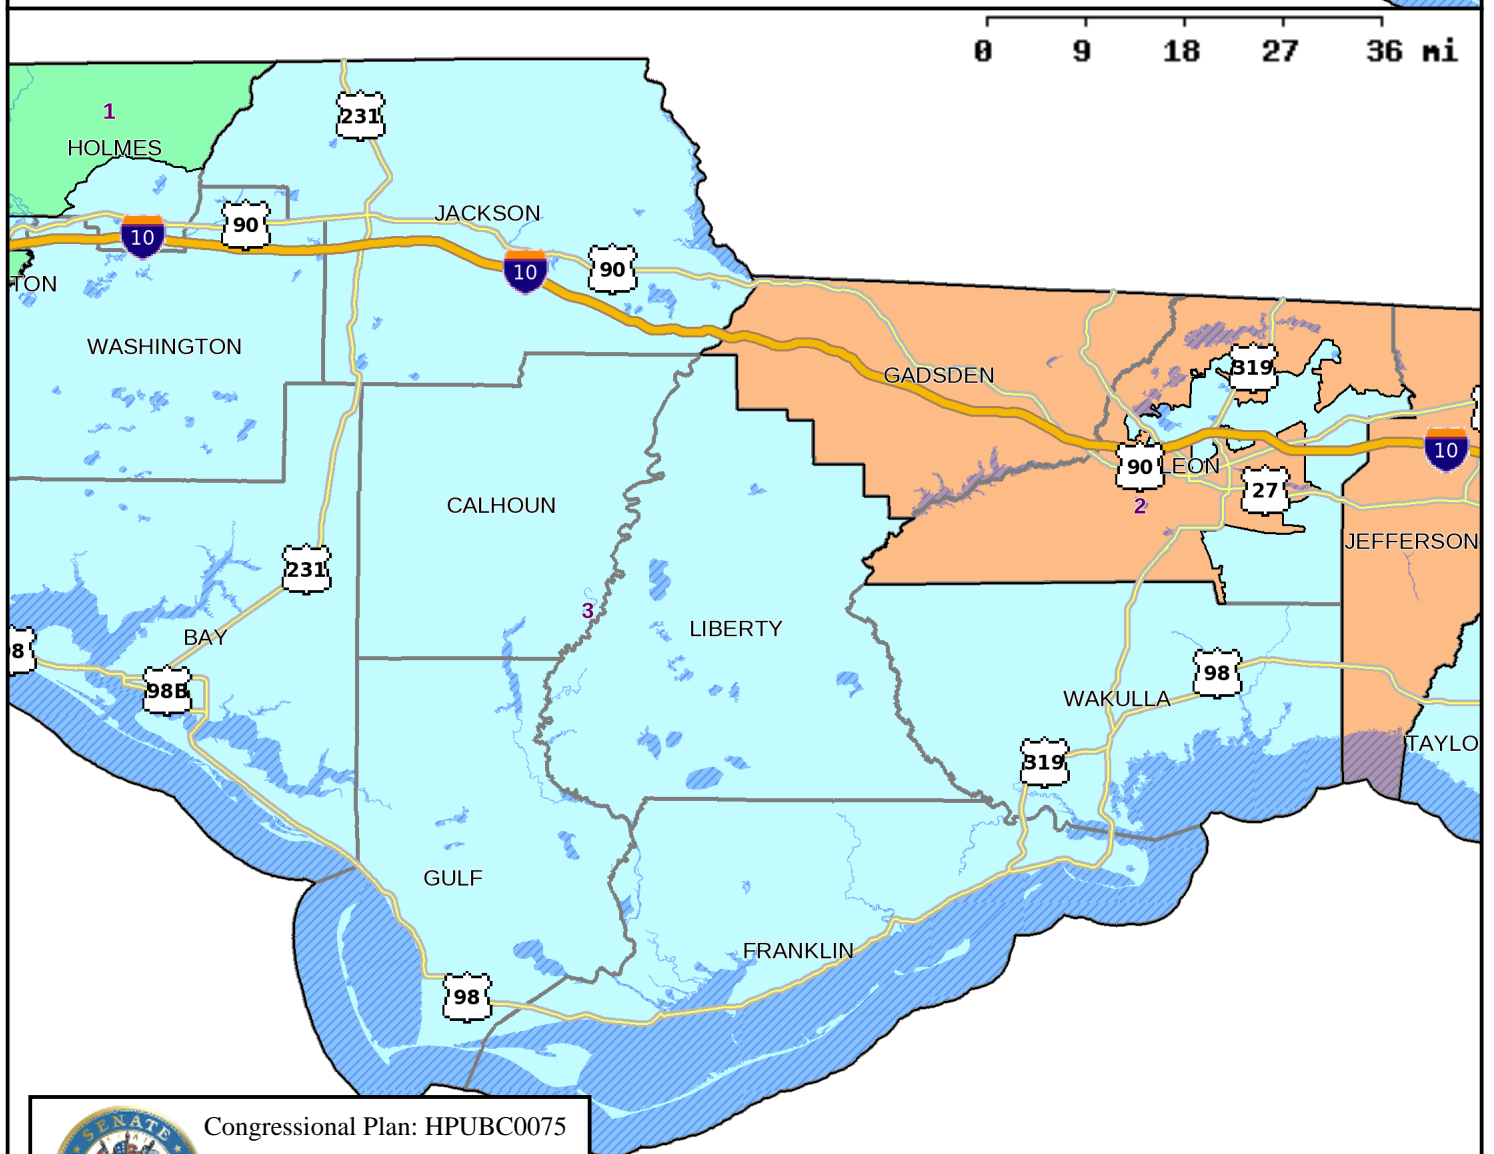 0 9 18 27 36 mi
1
HOLMES
231
JACKSON
90
10
10
90
TON
WASHINGTON
319
GADSDEN
10
90
LEON
27
2
CALHOUN
JEFFERSON
231
3
LIBERTY
BAY
98
98B
WAKULLA
TAYLO
319
GULF
FRANKLIN
98
SENATE
Congressional Plan: HPUBC0075